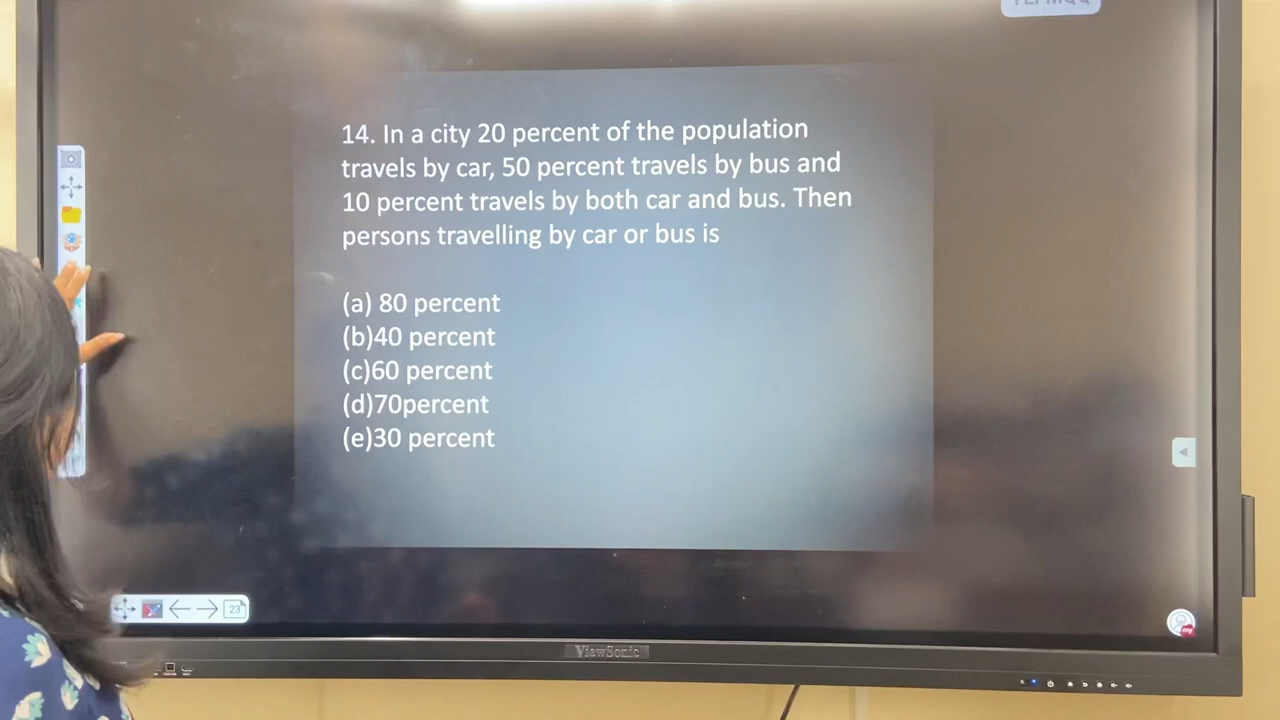 14. In a city 20 percent of the population
travels by car, 50 percent travels by bus and
10 percent travels by both car and bus. Then
persons travelling by car or bus is
(a) 80 percent
(b)40 percent
(c)60 percent
(d)70percent
(e)30 percent
23
ViewSonic